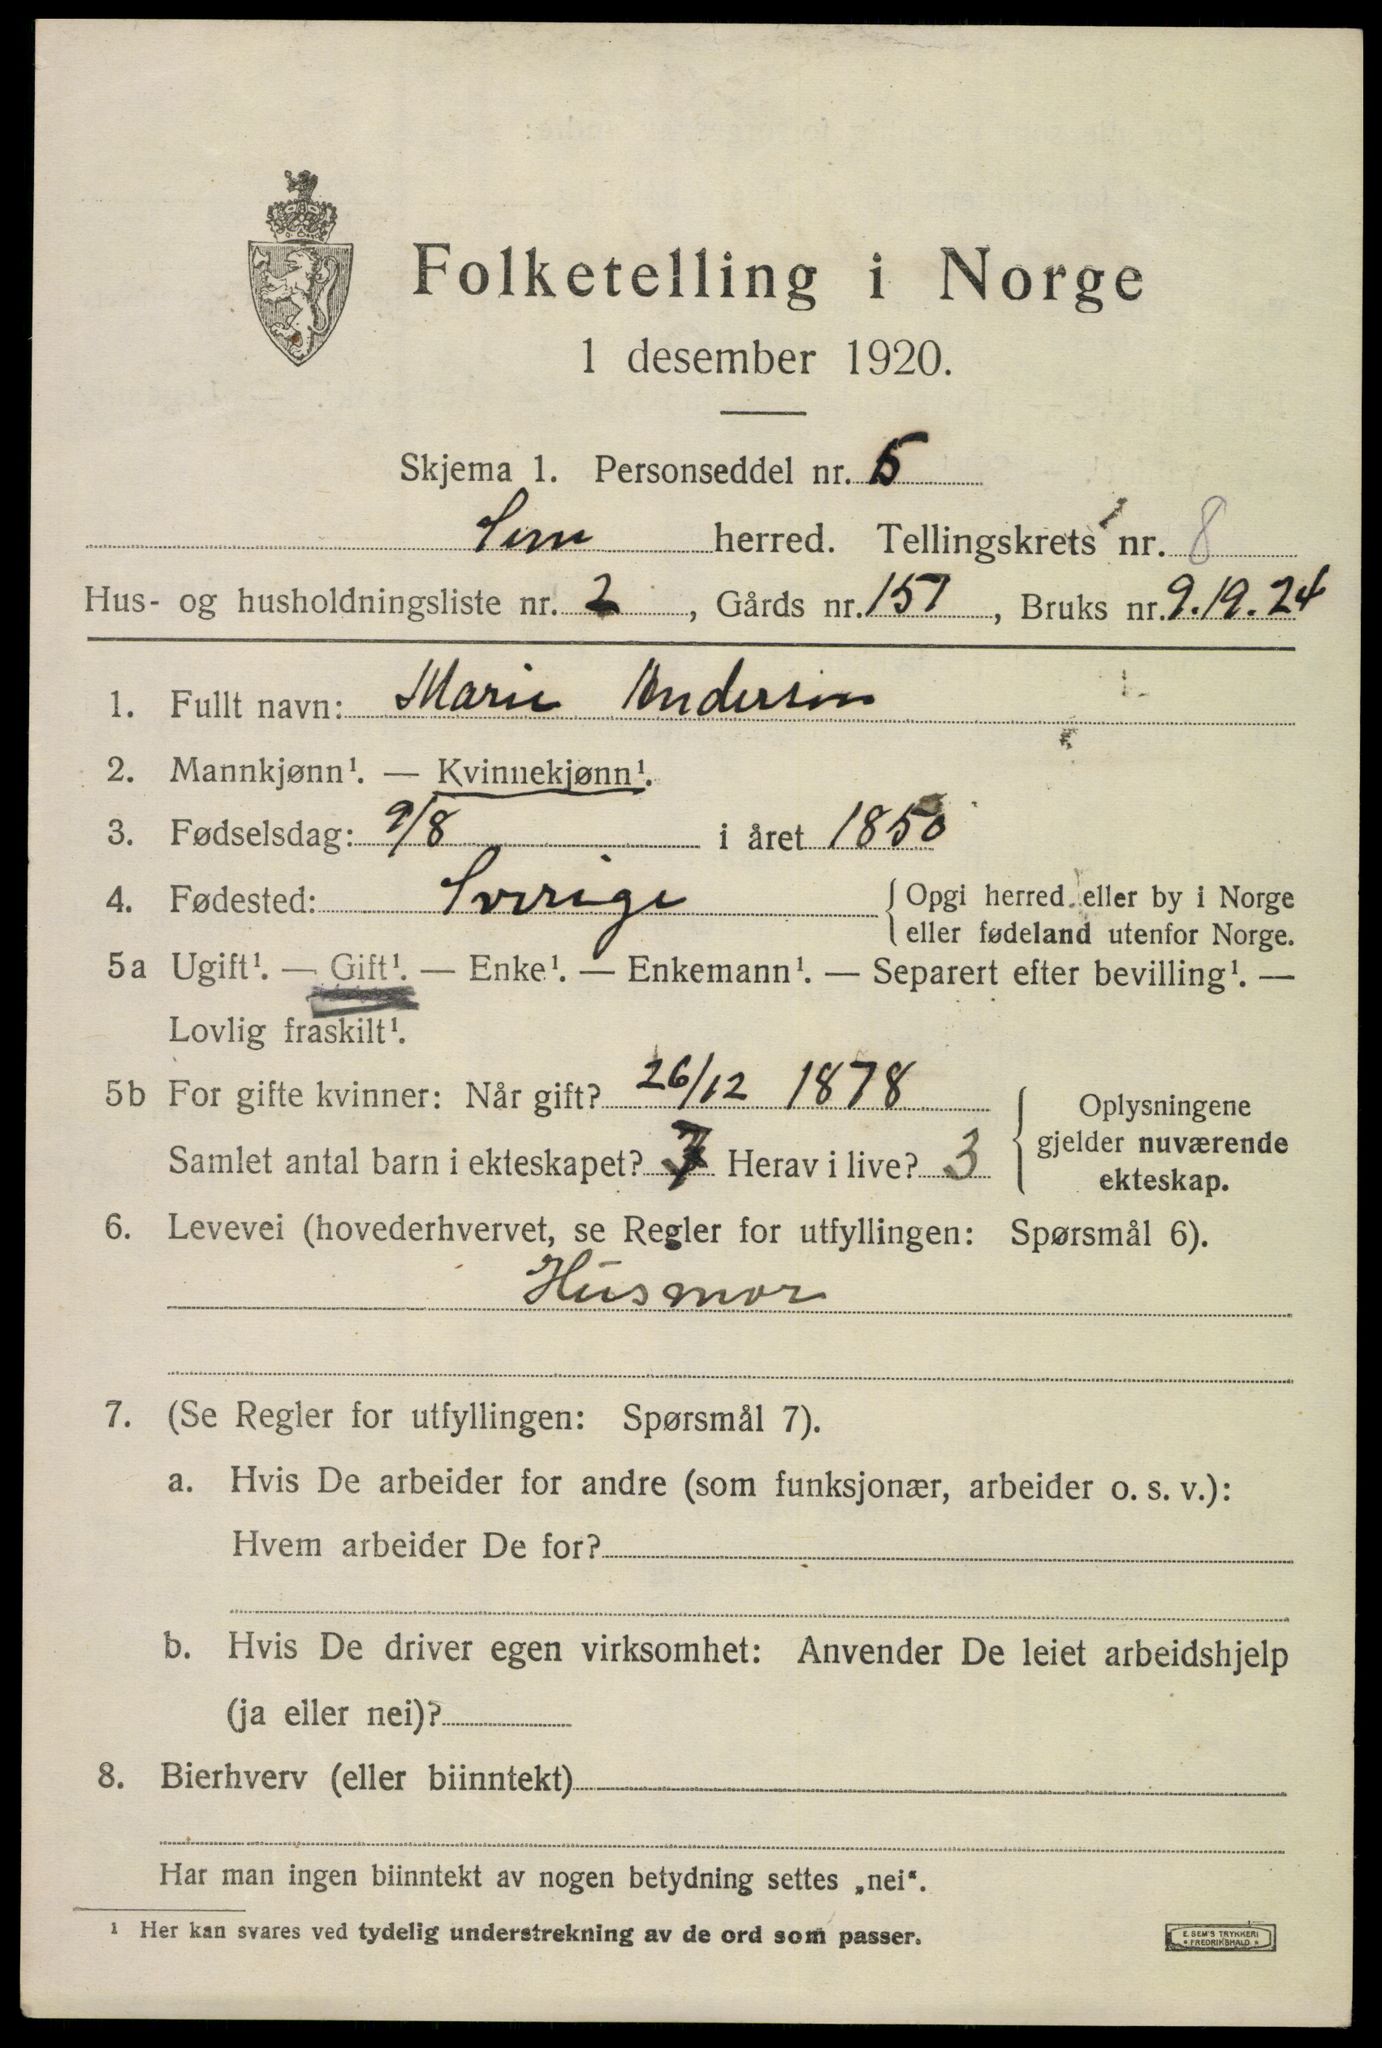 Folketelling i Norge
1 desember 1920.
Skjema 1. Personseddel nr. 5
Sem herred. Tellingskrets nr. 8
Hus- og husholdningsliste nr. 2, Gårds nr. 157, Bruks nr. 9.19.24
1. Fullt navn: Marie Anderson
2. Mannkjønn¹. — Kvinnekjønn¹.
3. Fødselsdag: 9/8 i året 1850
4. Fødested: Sverige { Opgi herred eller by i Norge
eller fødeland utenfor Norge.
5a Ugift¹. — Gift¹. — Enke¹. — Enkemann¹. — Separert efter bevilling¹. —
Lovlig fraskilt¹.
5b For gifte kvinner: Når gift? 26/12 1878
Samlet antal barn i ekteskapet? Herav i live? 3
{ Oplysningene
gjelder nuværende
ekteskap.
6. Levevei (hovederhvervet, se Regler for utfyllingen: Spørsmål 6).
Husmor
7. (Se Regler for utfyllingen: Spørsmål 7).
a. Hvis De arbeider for andre (som funksjonær, arbeider o. s. v.):
Hvem arbeider De for?
b. Hvis De driver egen virksomhet: Anvender De leiet arbeidshjelp
(ja eller nei)?
8. Bierhverv (eller biinntekt)
Har man ingen biinntekt av nogen betydning settes „nei“.
¹ Her kan svares ved tydelig understrekning av de ord som passer.
E. SEM'S TRYKKERI
* FREDRIKSHALD. *